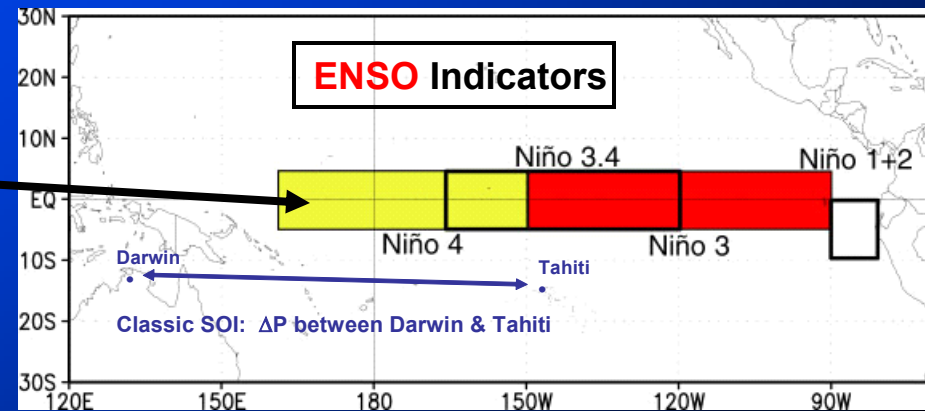 30N
ENSO Indicators
20N
10N
Niño 3.4
Niño 1+2
EQ
Niño 4
Niño 3
10S
Darwin
Tahiti
20S
Classic SOI: ΔP between Darwin & Tahiti
30S
120E 150E 180 150W 120W 90W